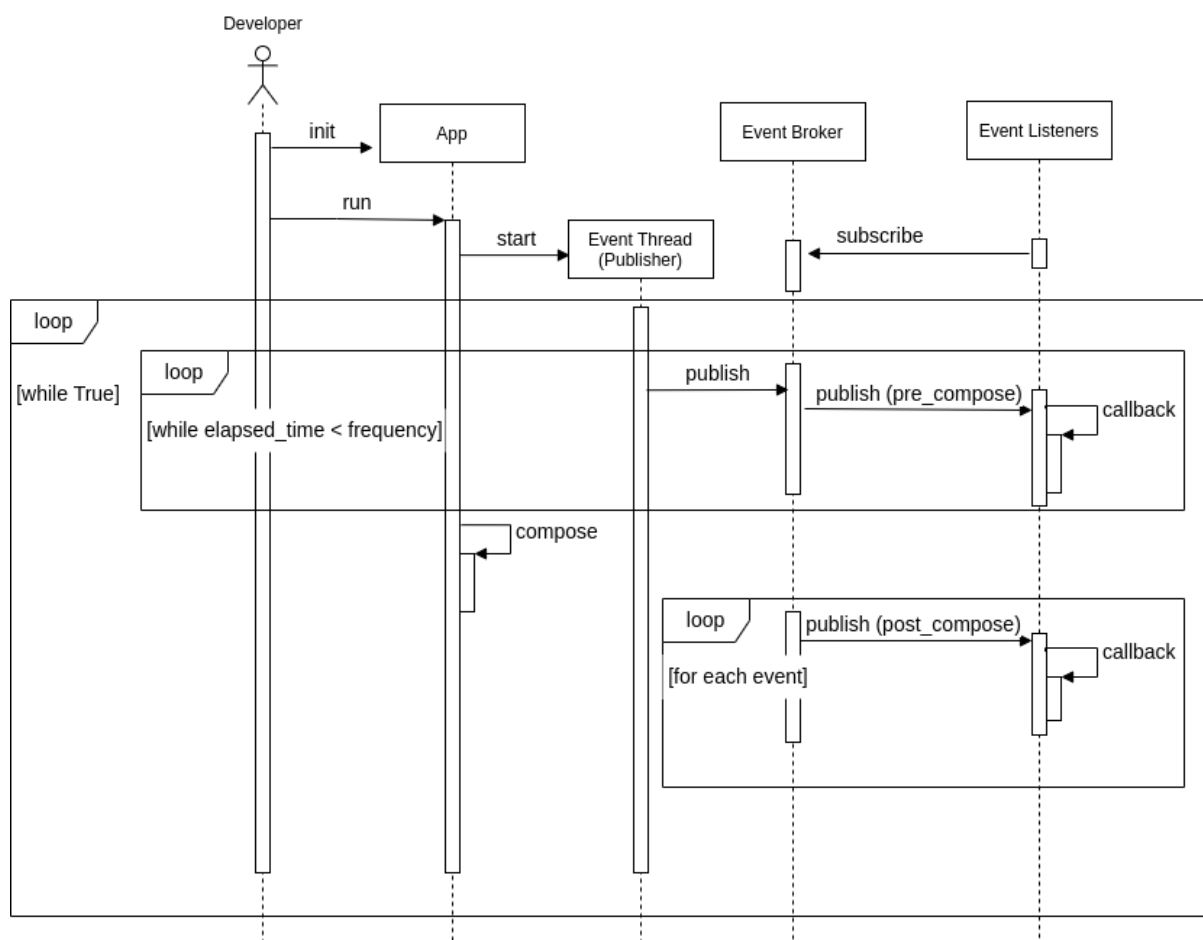 Developer
init
App
Event Broker
Event Listeners
run
start
Event Thread
(Publisher)
subscribe
loop
[while True]
loop
[while elapsed_time < frequency]
publish
publish (pre_compose)
callback
compose
loop
[for each event]
publish (post_compose)
callback